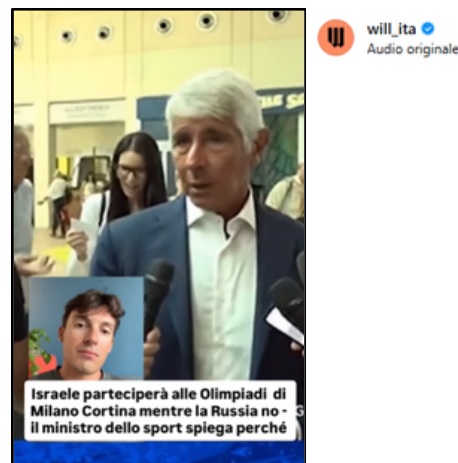 will_ita
Audio originale
Israele parteciperà alle Olimpiadi di
Milano Cortina mentre la Russia no -
il ministro dello sport spiega perché